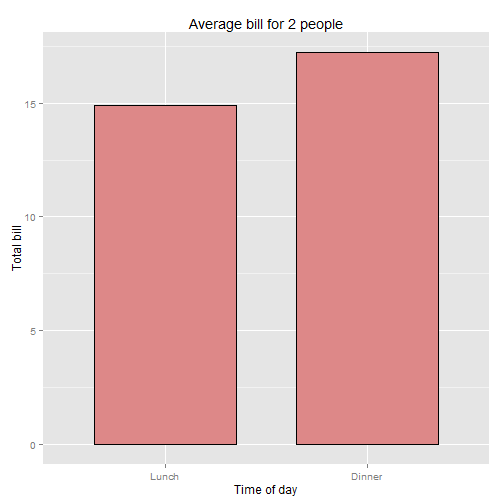 Average bill for 2 people
Total bill
15
10
5
0
Lunch
Dinner
Time of day